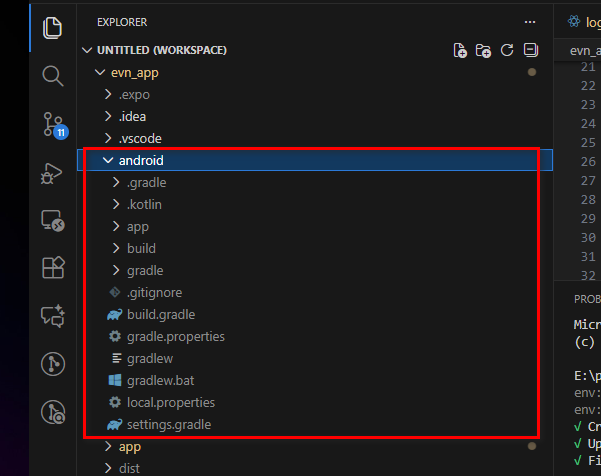 EXPLORER
...
log
UNTITLED (WORKSPACE)
evn_a
evn_app
.expo
.idea
.vscode
android
.gradle
.kotlin
app
build
gradle
.gitignore
build.gradle
gradle.properties
gradlew
gradlew.bat
local.properties
settings.gradle
app
dist
11
21
22
23
24
25
26
27
28
29
30
31
32
PROB
Micr
(c)
E:\p
env:
env:
√ Cr
√ Up
√ Fi